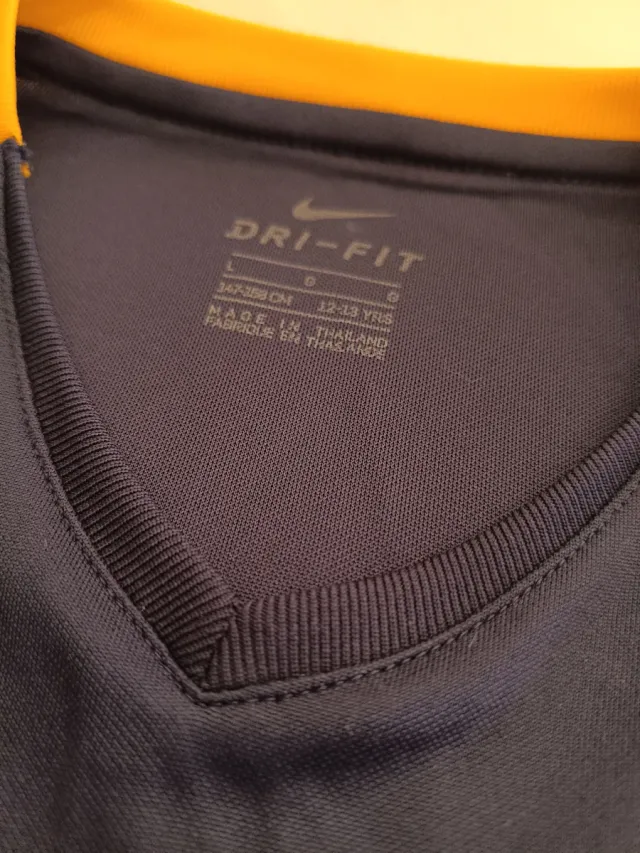 DRI-FIT
L G G
147-158 CM 12-13 YRS
MADE IN THAILAND
FABRIQUE EN THAILANDE